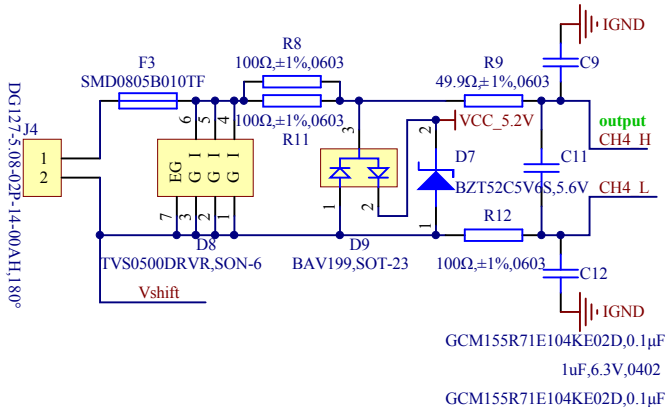 IGND
R8
100Ω,±1%,0603
F3
SMD0805B010TF
R9
49.9Ω,±1%,0603
C9
100Ω,±1%,0603
R11
DG127-5.08-02P-14-00AH,180°
J4
1
2
6
5
4
EG
G I
G I
G I
7
3
2
1
D8
TVS0500DRVR,SON-6
3
1
2
D9
BAV199,SOT-23
VCC_5.2V
2
D7
BZT52C5V6S,5.6V
1
output
CH4_H
C11
CH4_L
R12
100Ω,±1%,0603
C12
Vshift
IGND
GCM155R71E104KE02D,0.1μF
1uF,6.3V,0402
GCM155R71E104KE02D,0.1μF